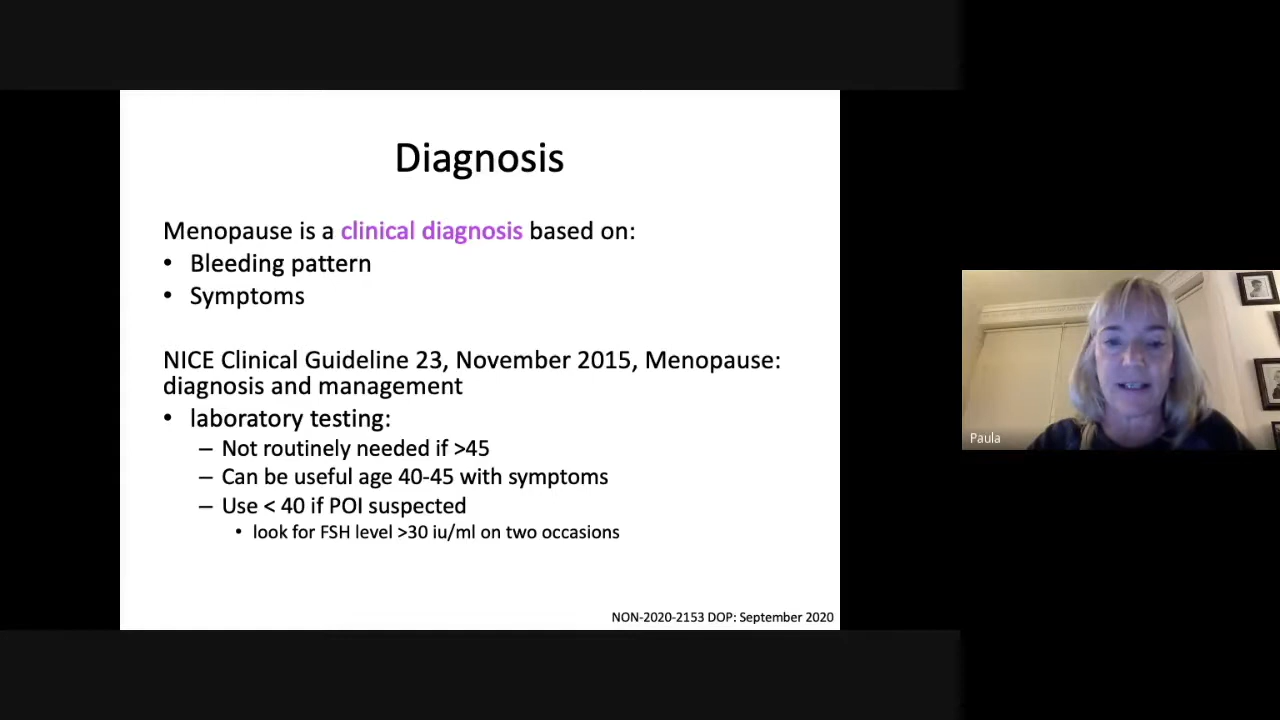 Diagnosis
Menopause is a clinical diagnosis based on:
• Bleeding pattern
• Symptoms
NICE Clinical Guideline 23, November 2015, Menopause:
diagnosis and management
• laboratory testing:
– Not routinely needed if >45
– Can be useful age 40-45 with symptoms
– Use < 40 if POI suspected
• look for FSH level >30 iu/ml on two occasions
NON-2020-2153 DOP: September 2020
Paula